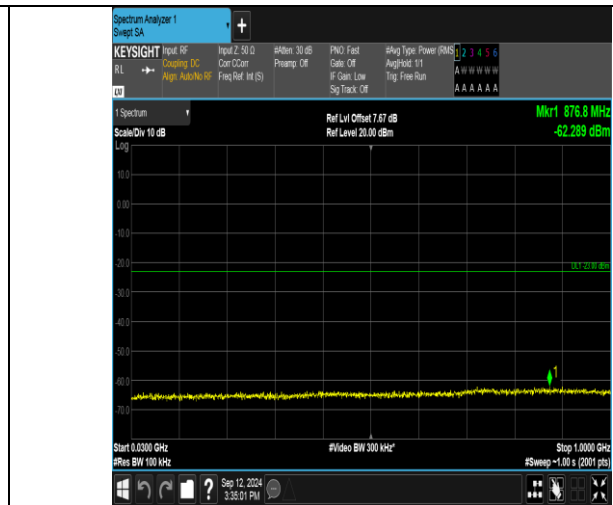 Spectrum Analyzer 1
Swept SA
+
KEYSIGHT Input: RF Input Z: 50 Ω #Atten: 30 dB PNO: Fast #Avg Type: Power (RMS 1 2 3 4 5 6
RL Coupling: DC Corr CCorr Preamp: Off Gate: Off Avg|Hold: 1/1 A W W W W W
Align: Auto/No RF Freq Ref: Int (S) IF Gain: Low Trig: Free Run
Sig Track: Off A A A A A A
LXI
1 Spectrum Ref Lvl Offset 7.67 dB Mkr1 876.8 MHz
Scale/Div 10 dB Ref Level 20.00 dBm -62.289 dBm
Log
10.0
0.00
-10.0
-20.0
DL1 -23.00 dBm
-30.0
-40.0
-50.0
1
-60.0
-70.0
Start 0.0300 GHz #Video BW 300 kHz* Stop 1.0000 GHz
#Res BW 100 kHz #Sweep ~1.00 s (2001 pts)
? Sep 12, 2024
3:35:01 PM